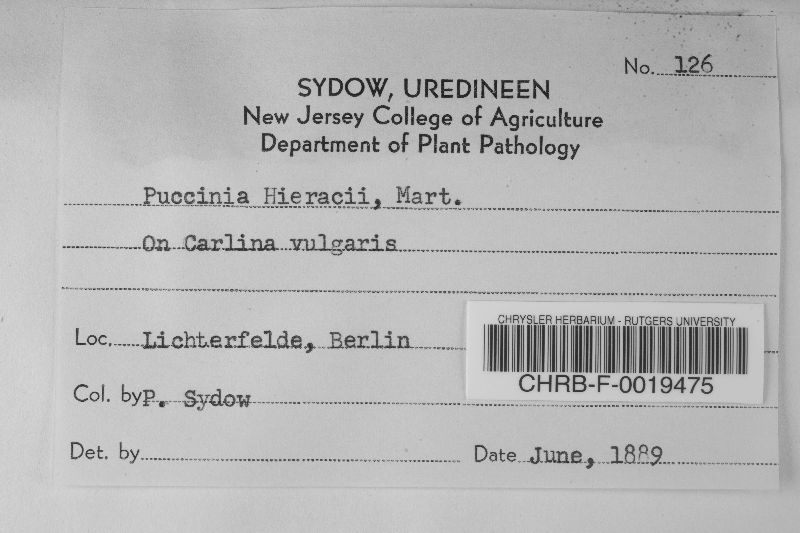 No. 126
SYDOW, UREDINEEN
New Jersey College of Agriculture
Department of Plant Pathology
Puccinia Hieracii, Mart.
On Carlina vulgaris
Loc. Lichterfelde, Berlin
CHRYSLER HERBARIUM - RUTGERS UNIVERSITY
CHRB-F-0019475
Col. by P. Sydow
Det. by
Date June, 1889